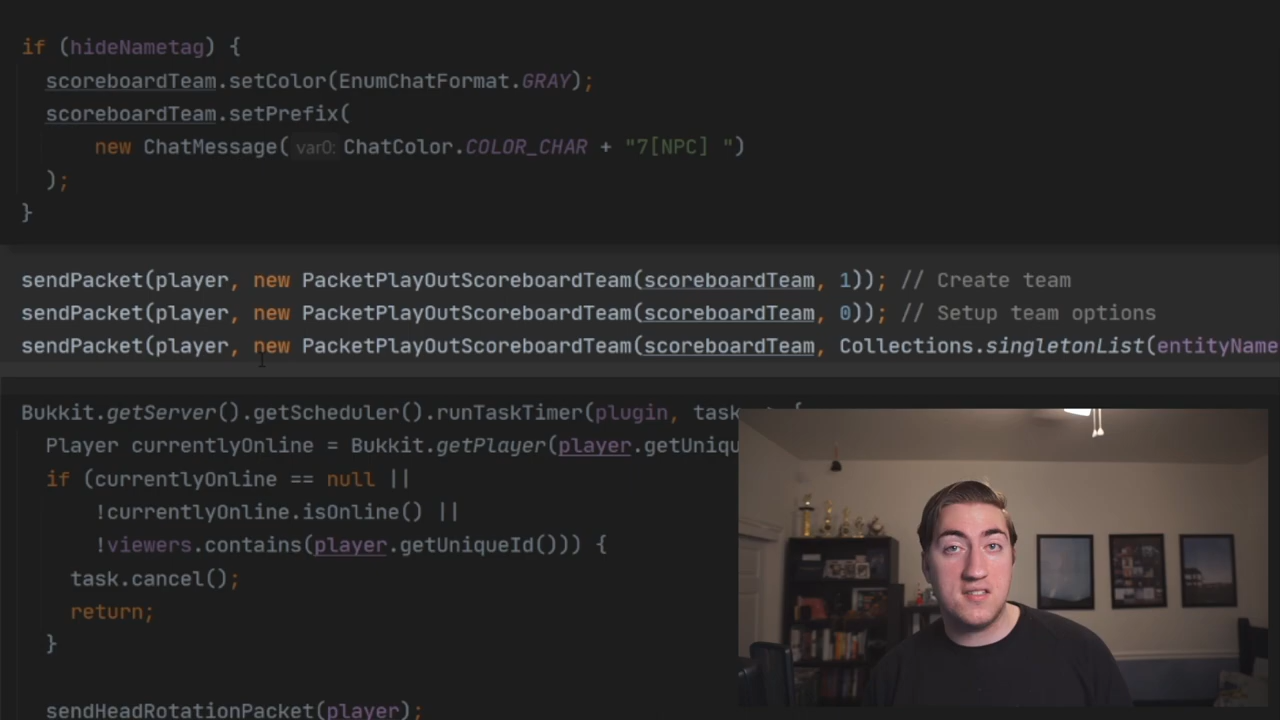 if (hideNametag) {
scoreboardTeam.setColor(EnumChatFormat.GRAY);
scoreboardTeam.setPrefix(
new ChatMessage( var0: ChatColor.COLOR_CHAR + "7[NPC] ")
);
}
sendPacket(player, new PacketPlayOutScoreboardTeam(scoreboardTeam, 1)); // Create team
sendPacket(player, new PacketPlayOutScoreboardTeam(scoreboardTeam, 0)); // Setup team options
sendPacket(player, new PacketPlayOutScoreboardTeam(scoreboardTeam, Collections.singletonList(entityName
Bukkit.getServer().getScheduler().runTaskTimer(plugin, task
Player currentlyOnline = Bukkit.getPlayer(player.getUniqu
if (currentlyOnline == null ||
!currentlyOnline.isOnline() ||
!viewers.contains(player.getUniqueId())) {
task.cancel();
return;
}
sendHeadRotationPacket(player);